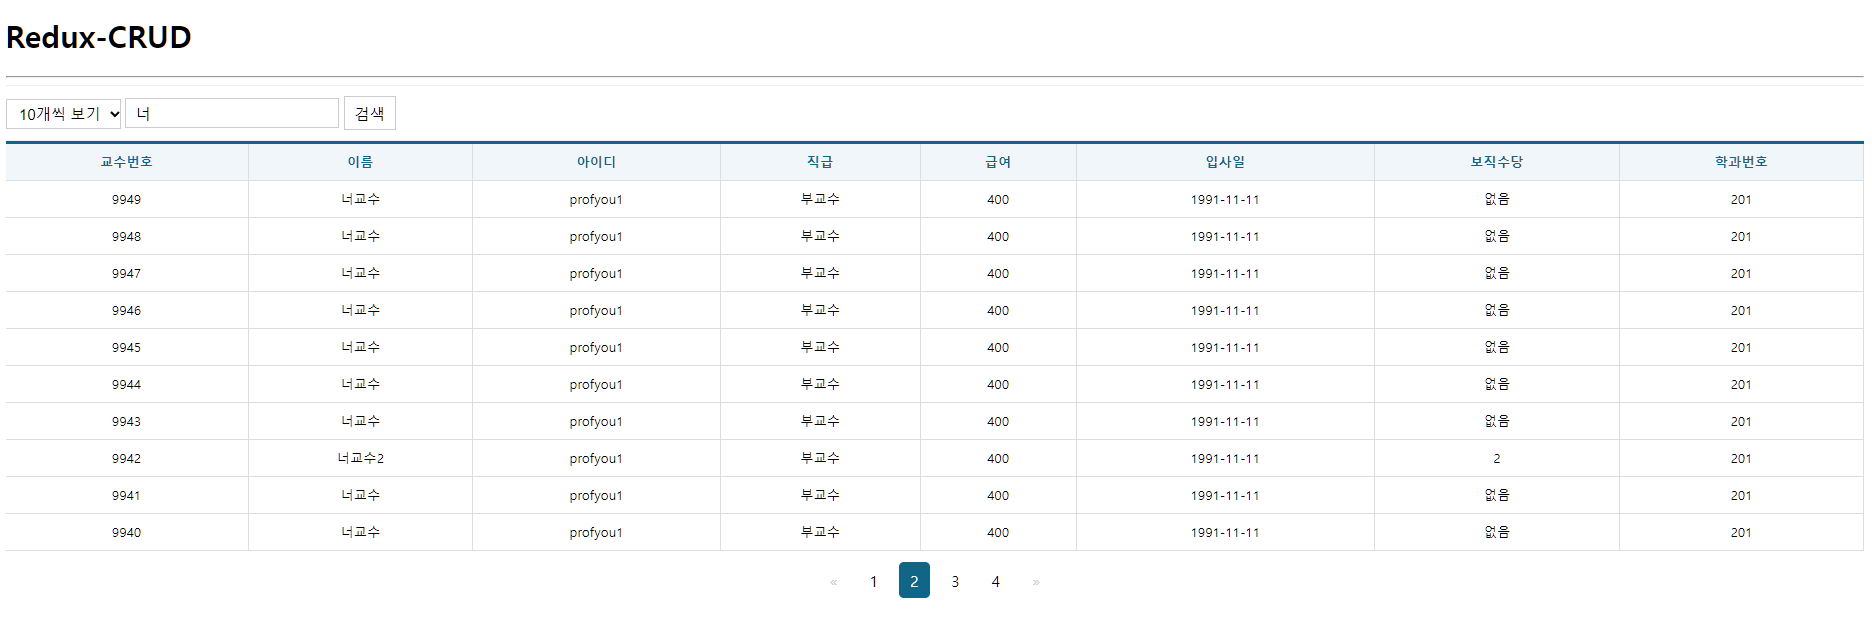 Redux-CRUD
10개씩 보기 너 검색
교수번호 이름 아이디 직급 급여 입사일 보직수당 학과번호
9949 너교수 profyou1 부교수 400 1991-11-11 없음 201
9948 너교수 profyou1 부교수 400 1991-11-11 없음 201
9947 너교수 profyou1 부교수 400 1991-11-11 없음 201
9946 너교수 profyou1 부교수 400 1991-11-11 없음 201
9945 너교수 profyou1 부교수 400 1991-11-11 없음 201
9944 너교수 profyou1 부교수 400 1991-11-11 없음 201
9943 너교수 profyou1 부교수 400 1991-11-11 없음 201
9942 너교수2 profyou1 부교수 400 1991-11-11 2 201
9941 너교수 profyou1 부교수 400 1991-11-11 없음 201
9940 너교수 profyou1 부교수 400 1991-11-11 없음 201
« 1 2 3 4 »